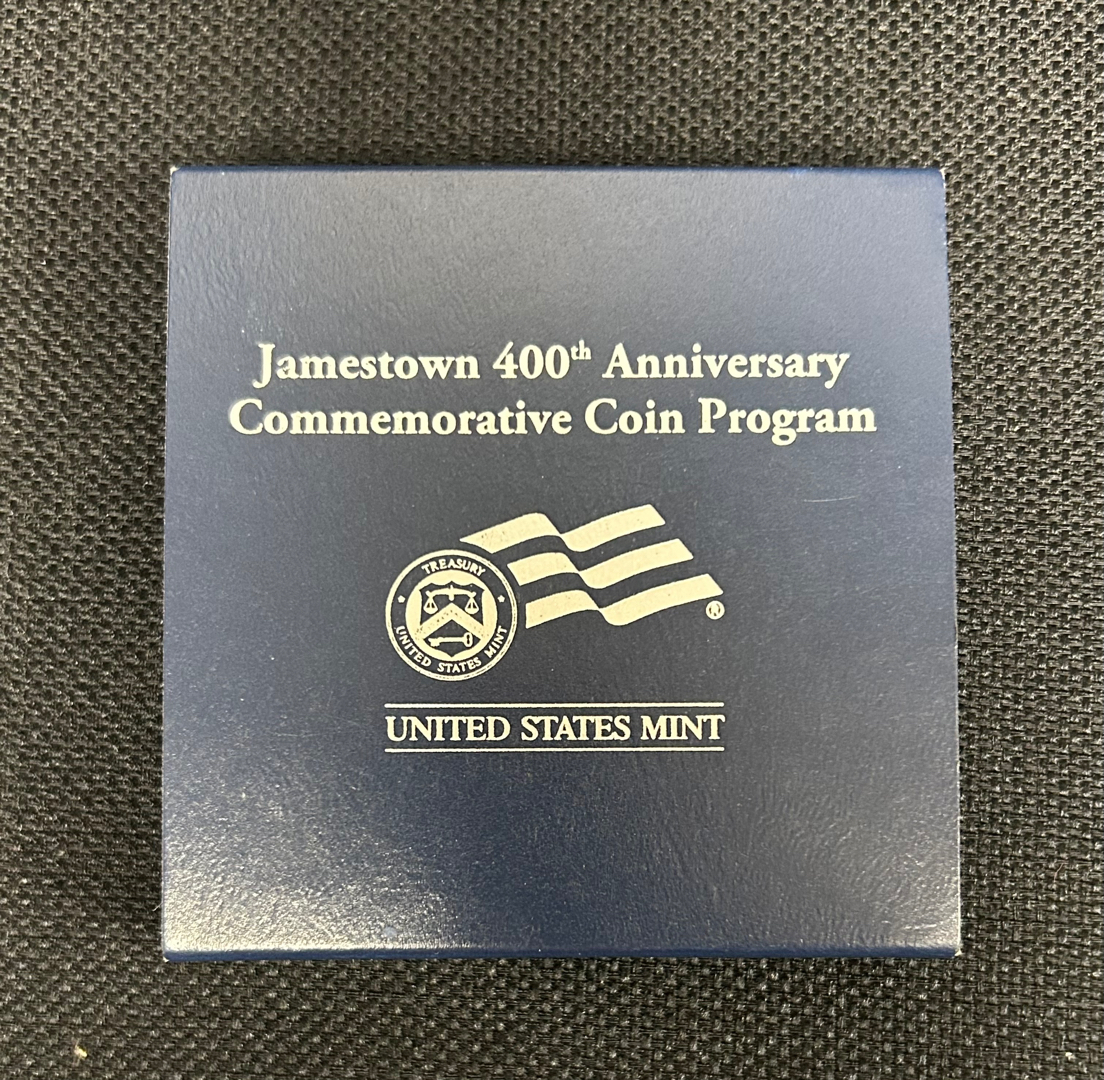 Jamestown 400th Anniversary
Commemorative Coin Program
TREASURY
UNITED STATES MINT
®
UNITED STATES MINT